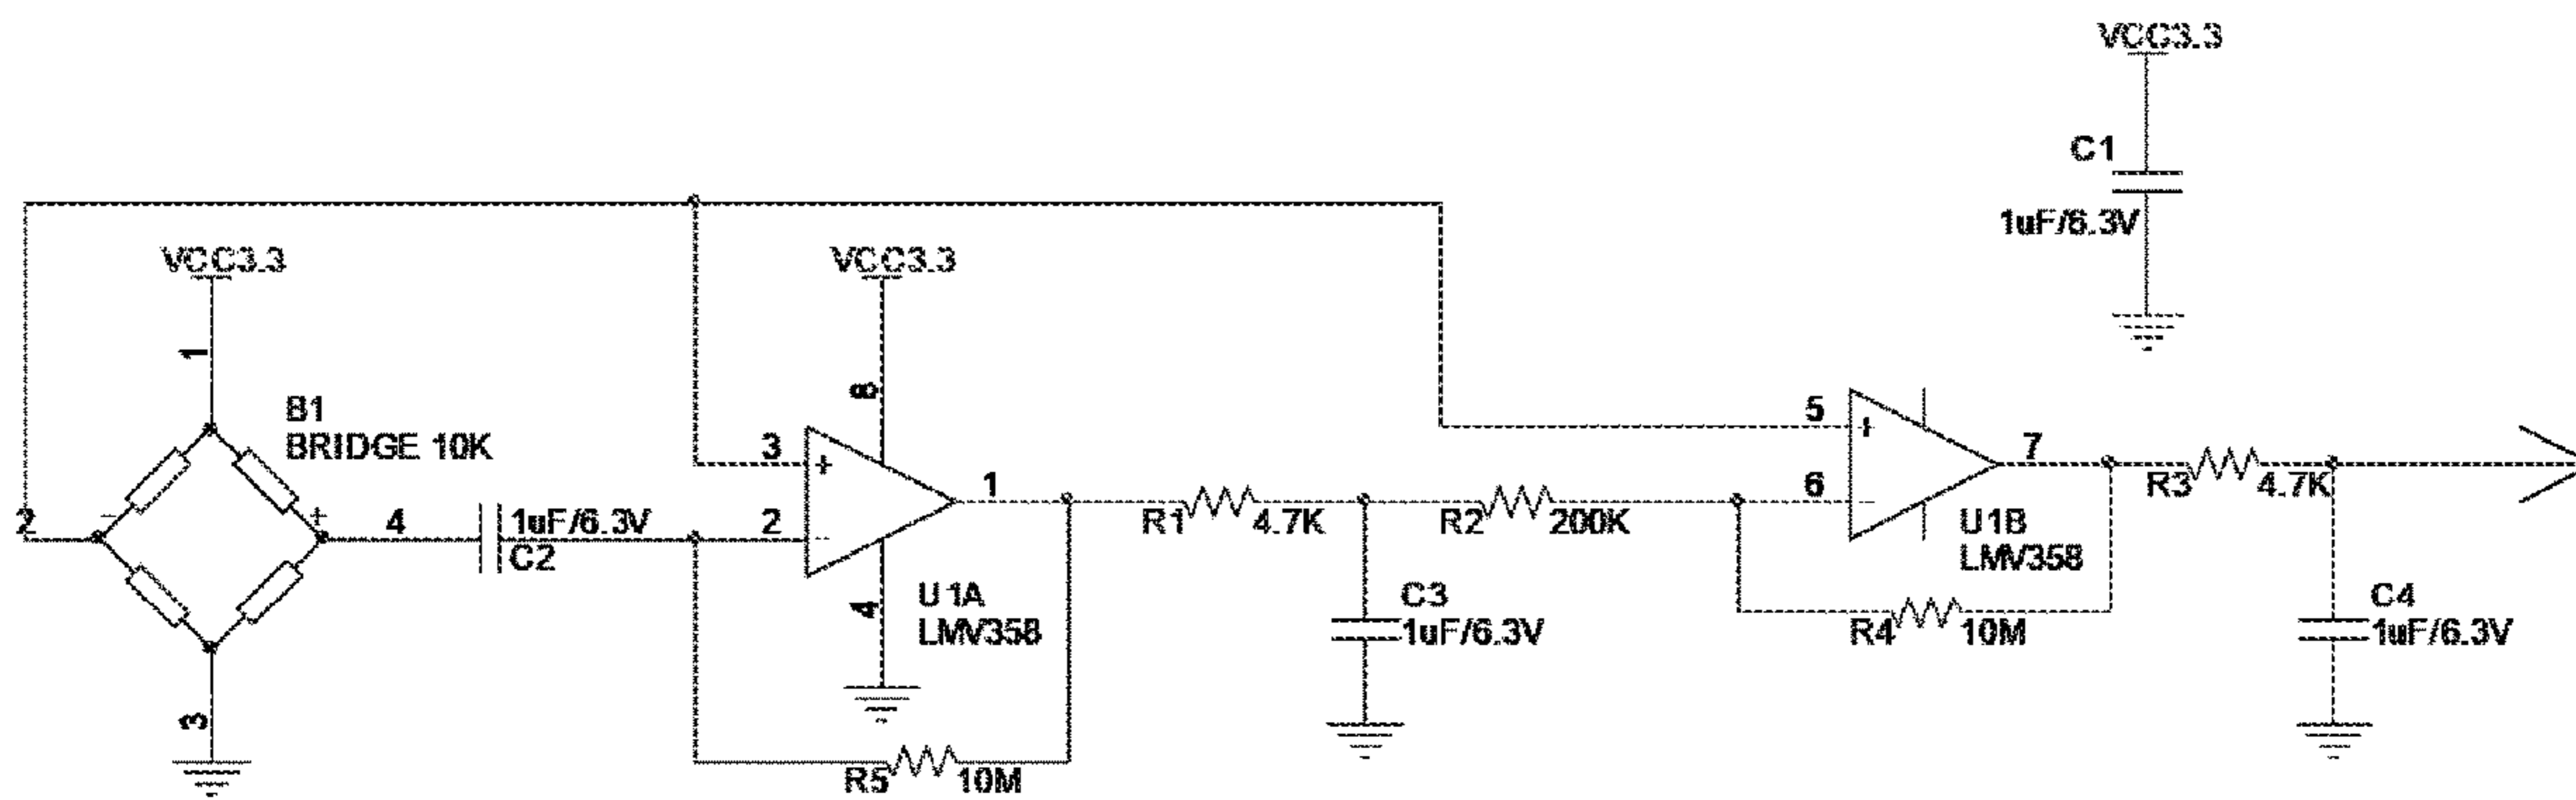 VCC3.3
C1
1uF/6.3V
VCC3.3
VCC3.3
1
8
B1
BRIDGE 10K
5
+
7
3
+
6
-
R3
4.7K
2
-
+
4
1uF/6.3V
C2
2
-
1
R1
4.7K
R2
200K
U1B
LMV358
4
U1A
LMV358
C3
1uF/6.3V
R4
10M
C4
1uF/6.3V
3
R5
10M